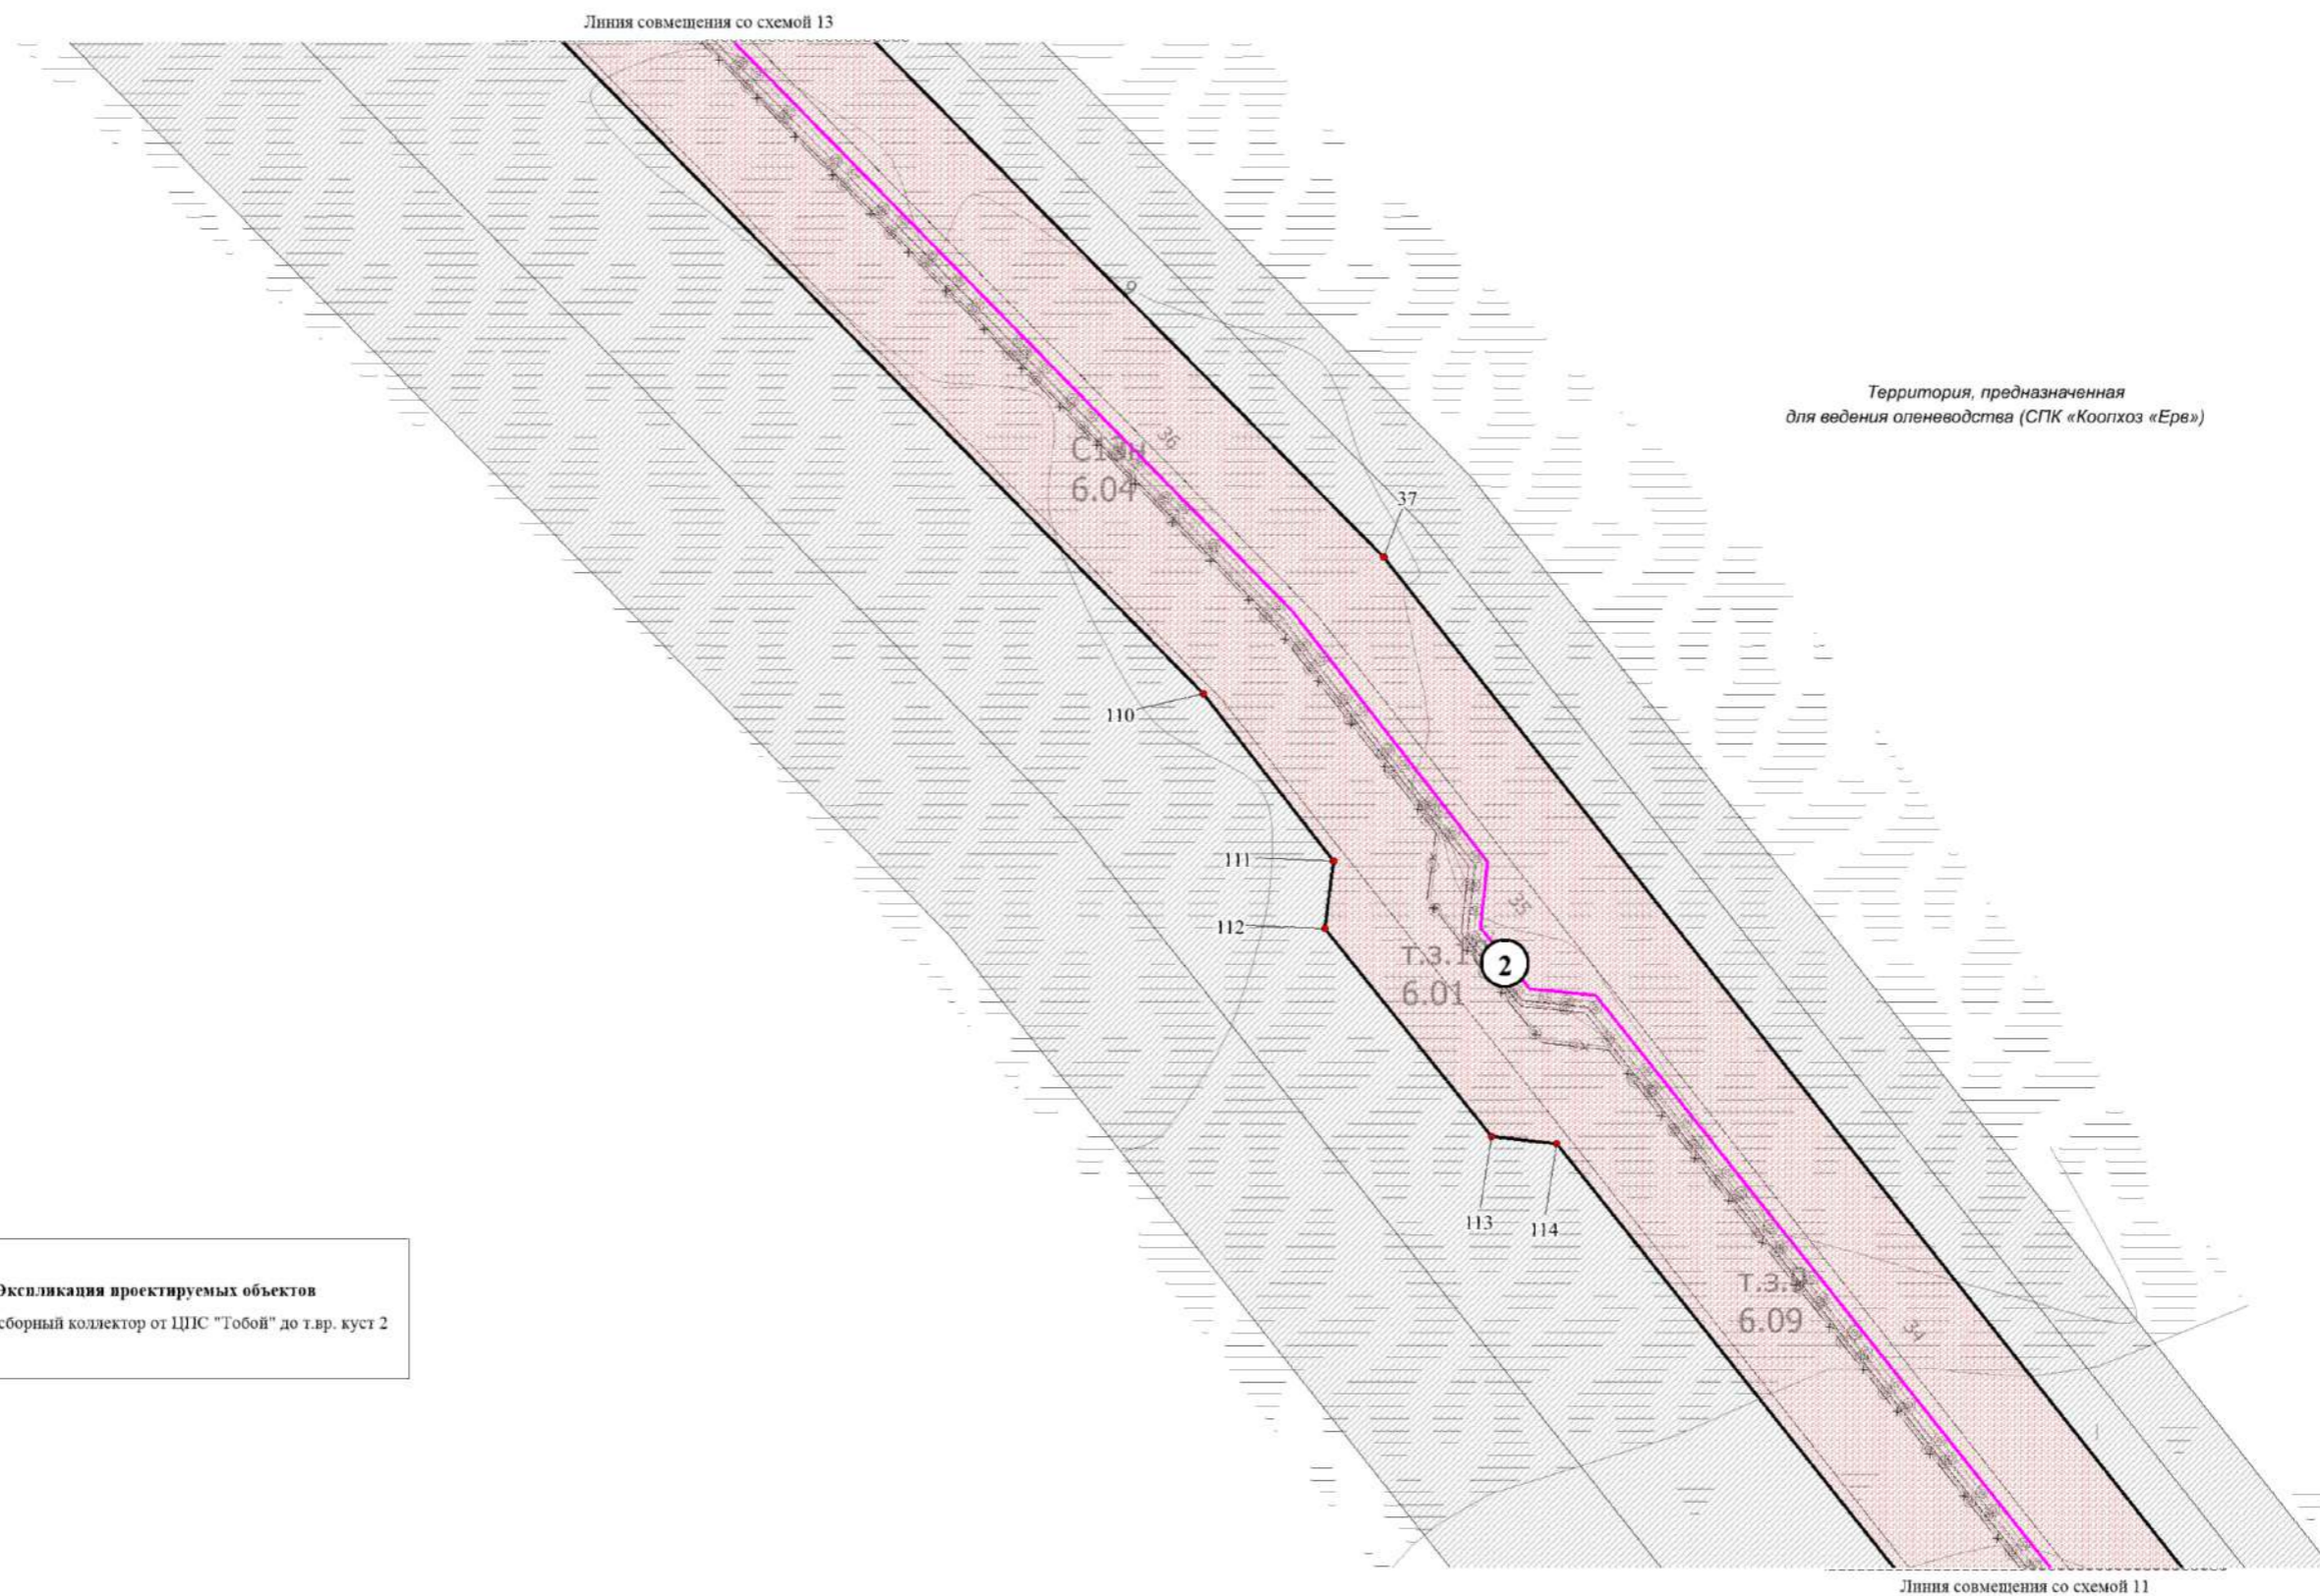 Линия совмещения со схемой 13
9
Территория, предназначенная
для ведения оленеводства (СПК «Коопхоз «Ерв»)
36
6.04
37
110
111
35
112
2
6.01
113
114
6.09
34
Экспликация проектируемых объектов
сборный коллектор от ЦПС "Тобой" до т.вр. куст 2
Линия совмещения со схемой 11